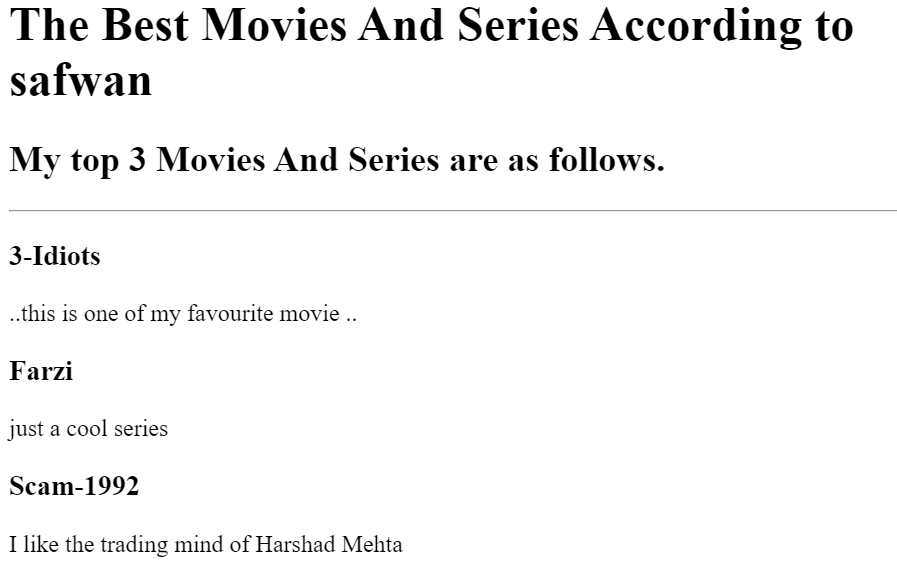 The Best Movies And Series According to
safwan
My top 3 Movies And Series are as follows.
3-Idiots
..this is one of my favourite movie ..
Farzi
just a cool series
Scam-1992
I like the trading mind of Harshad Mehta